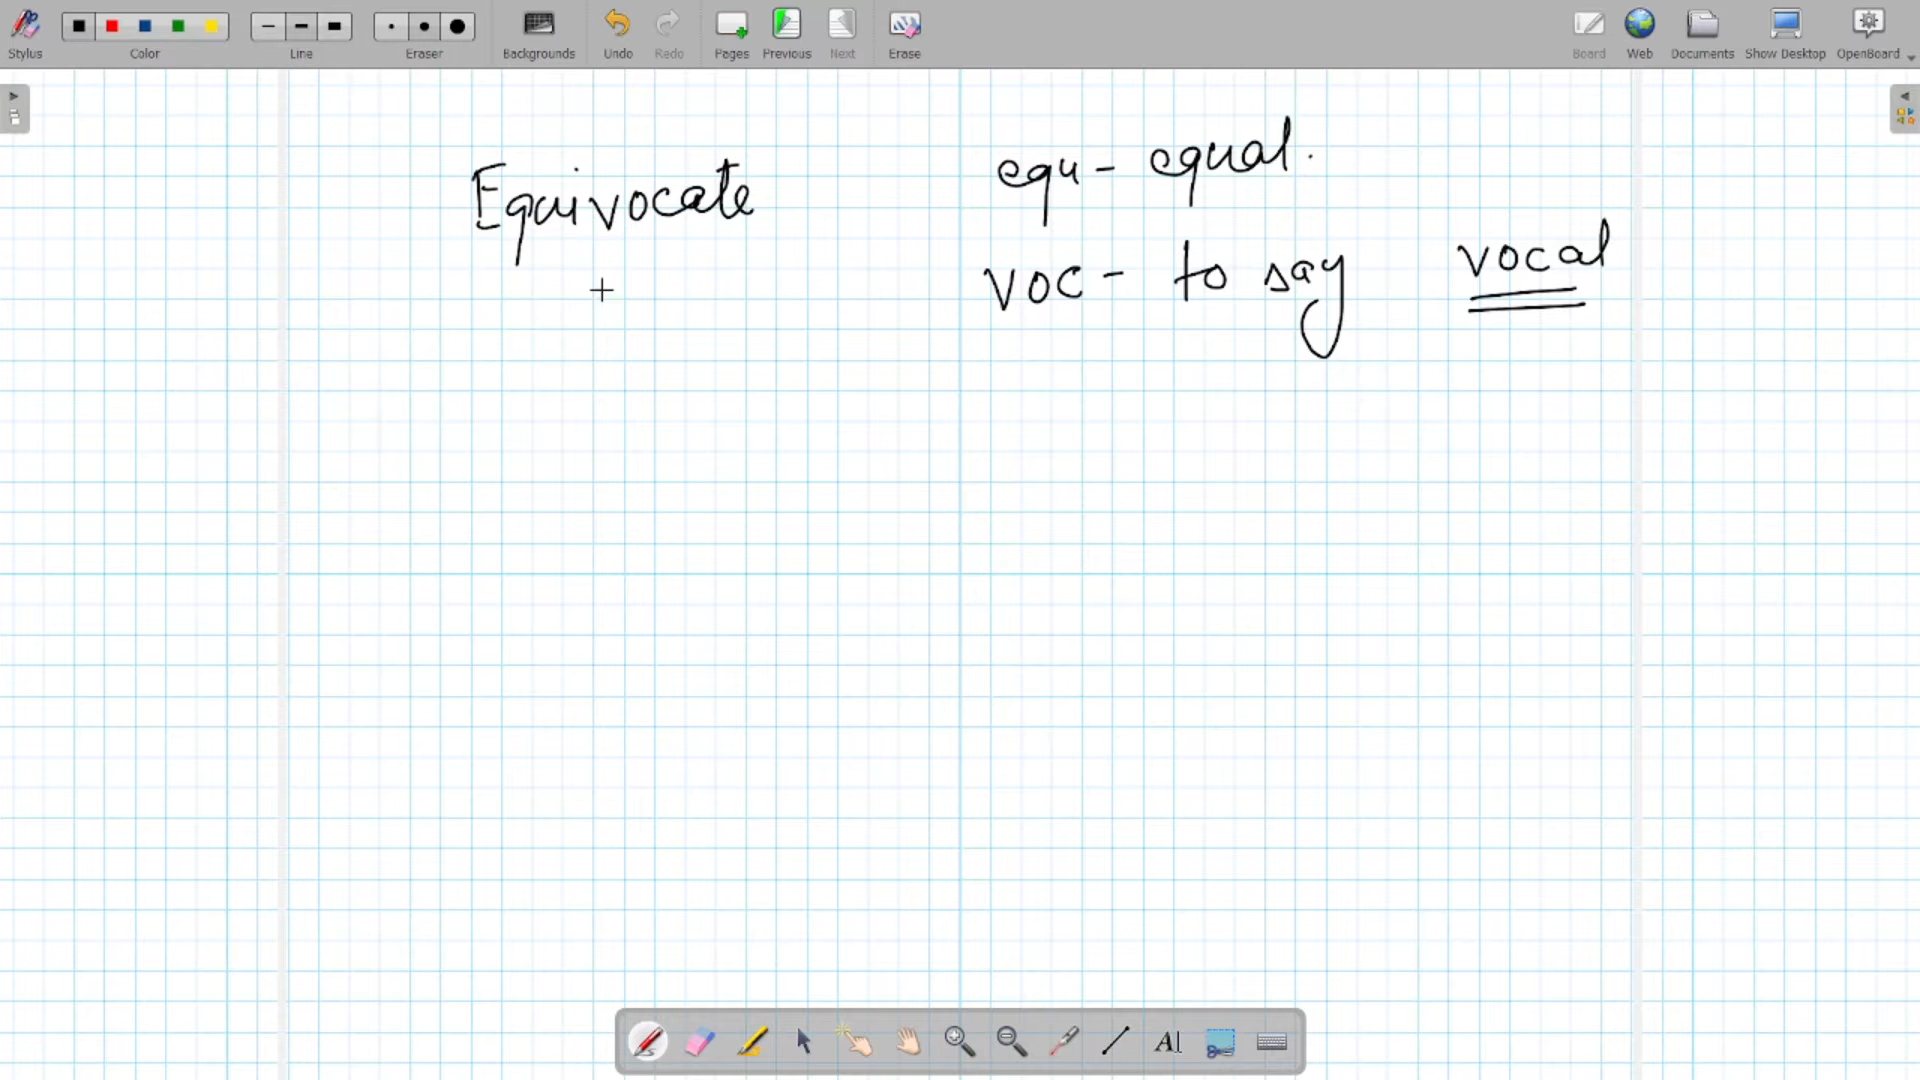 Stylus
Color
Line
Eraser
Backgrounds
Undo
Redo
Pages
Previous
Next
Erase
Board
Web
Documents
Show Desktop
OpenBoard
Equivocate
equ - equal.
voc - to say vocal
AI